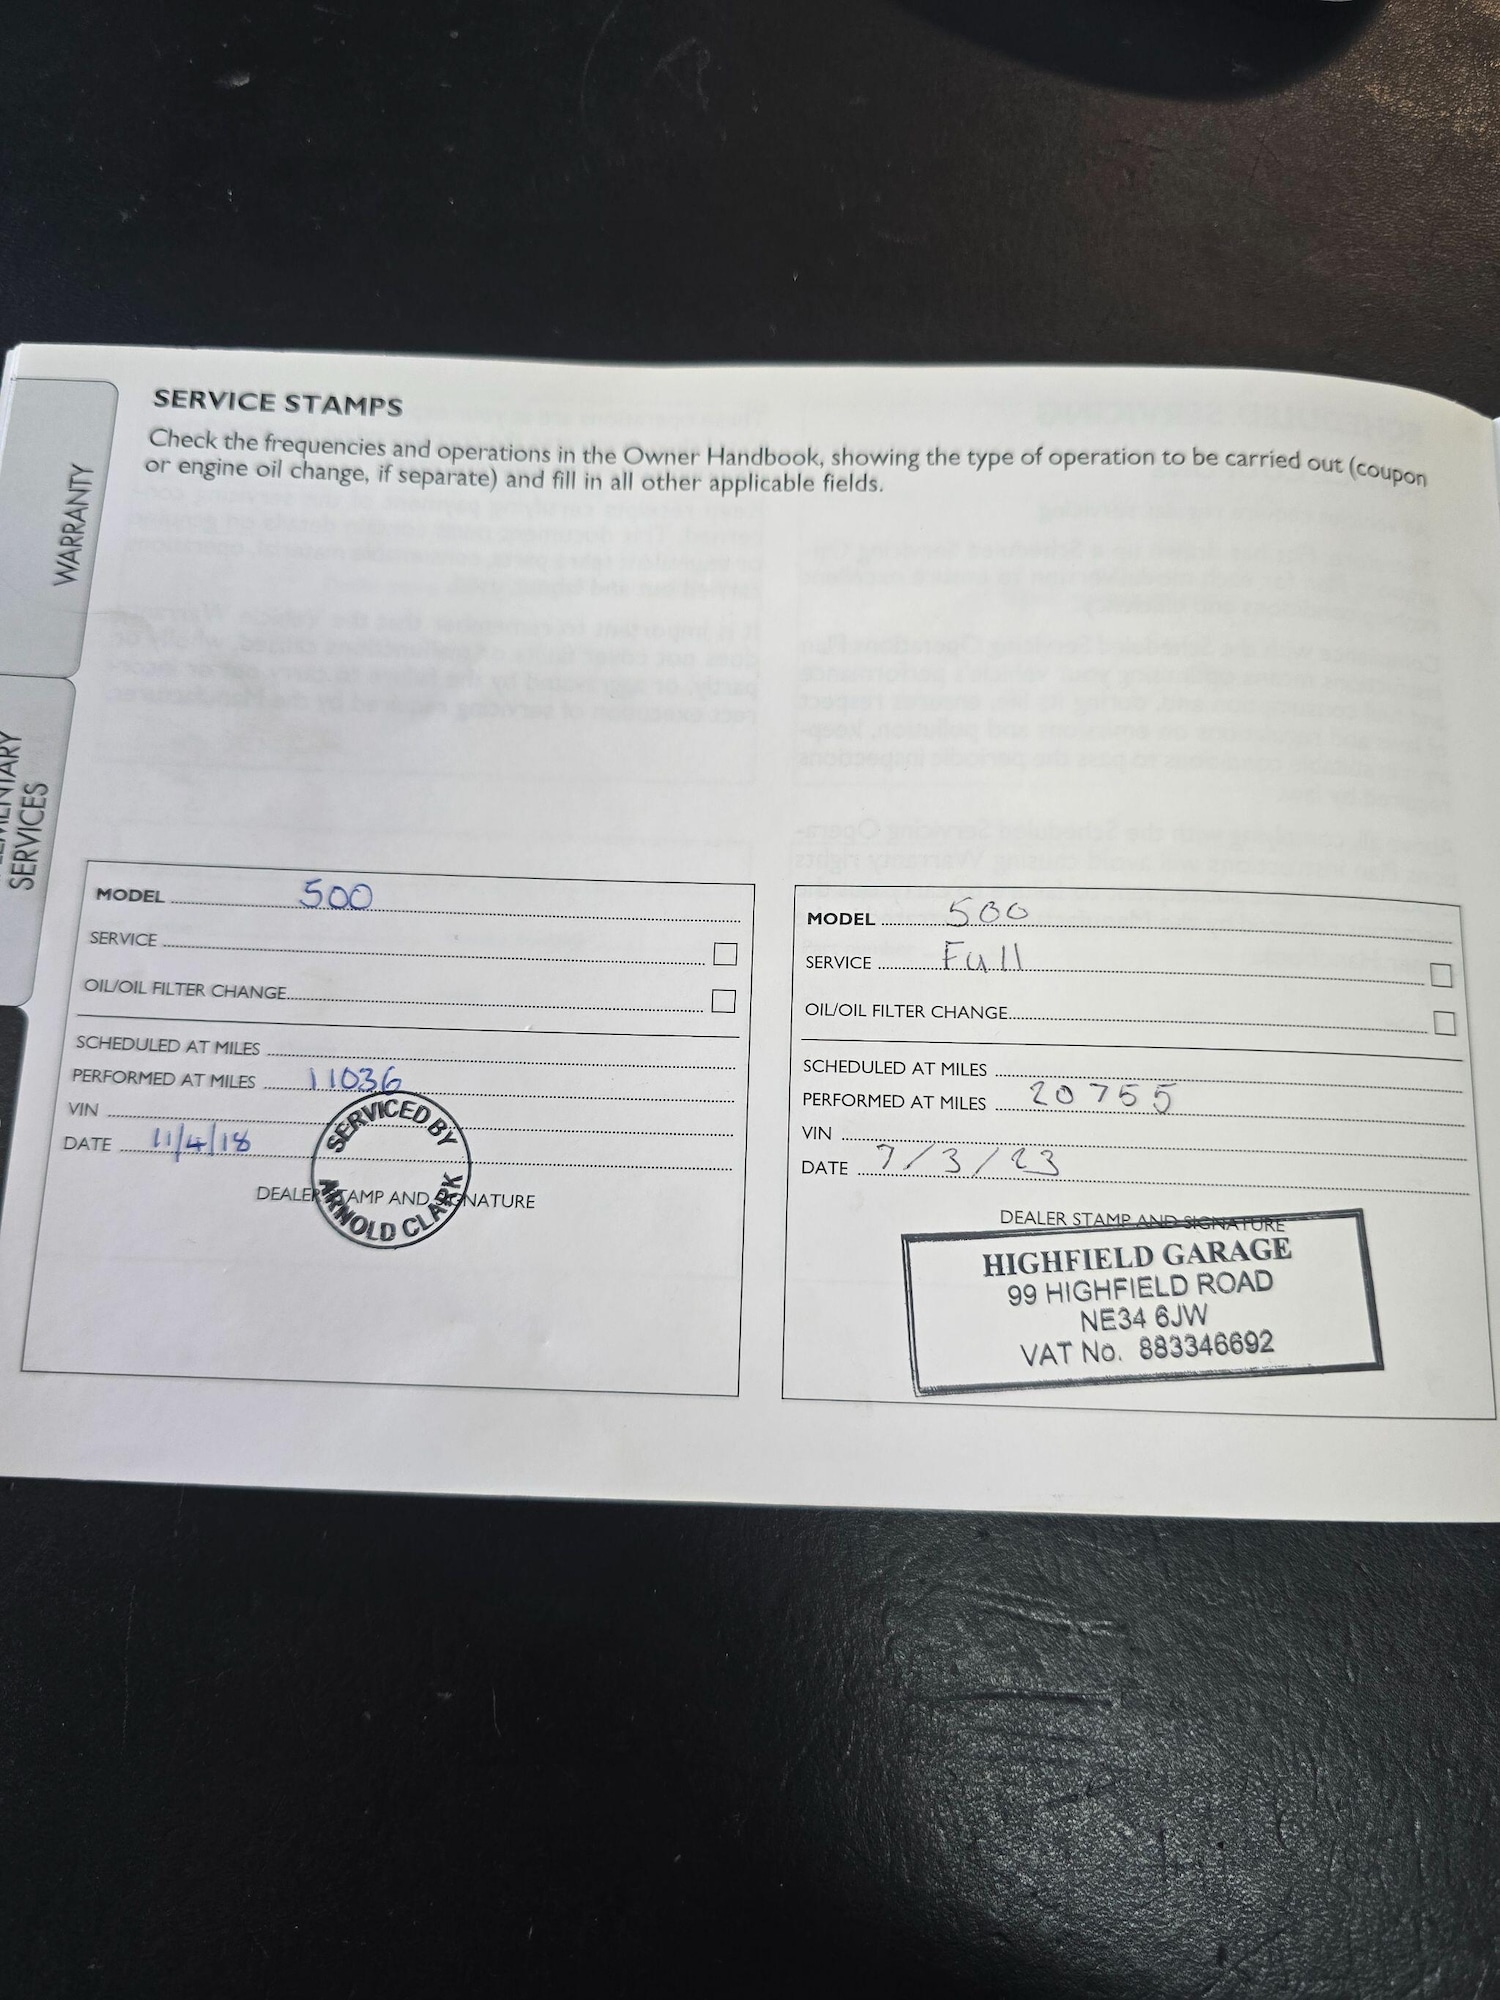 WARRANTY
SERVICES
SERVICE STAMPS
Check the frequencies and operations in the Owner Handbook, showing the type of operation to be carried out (coupon
or engine oil change, if separate) and fill in all other applicable fields.
MODEL 500
SERVICE
OIL/OIL FILTER CHANGE
SCHEDULED AT MILES
PERFORMED AT MILES 11036
VIN
DATE 11/4/18
DEALER STAMP AND SIGNATURE
SERVICED BY
ARNOLD CLARK
MODEL 500
SERVICE Full
OIL/OIL FILTER CHANGE
SCHEDULED AT MILES
PERFORMED AT MILES 20755
VIN
DATE 7/3/23
DEALER STAMP AND SIGNATURE
HIGHFIELD GARAGE
99 HIGHFIELD ROAD
NE34 6JW
VAT No. 883346692